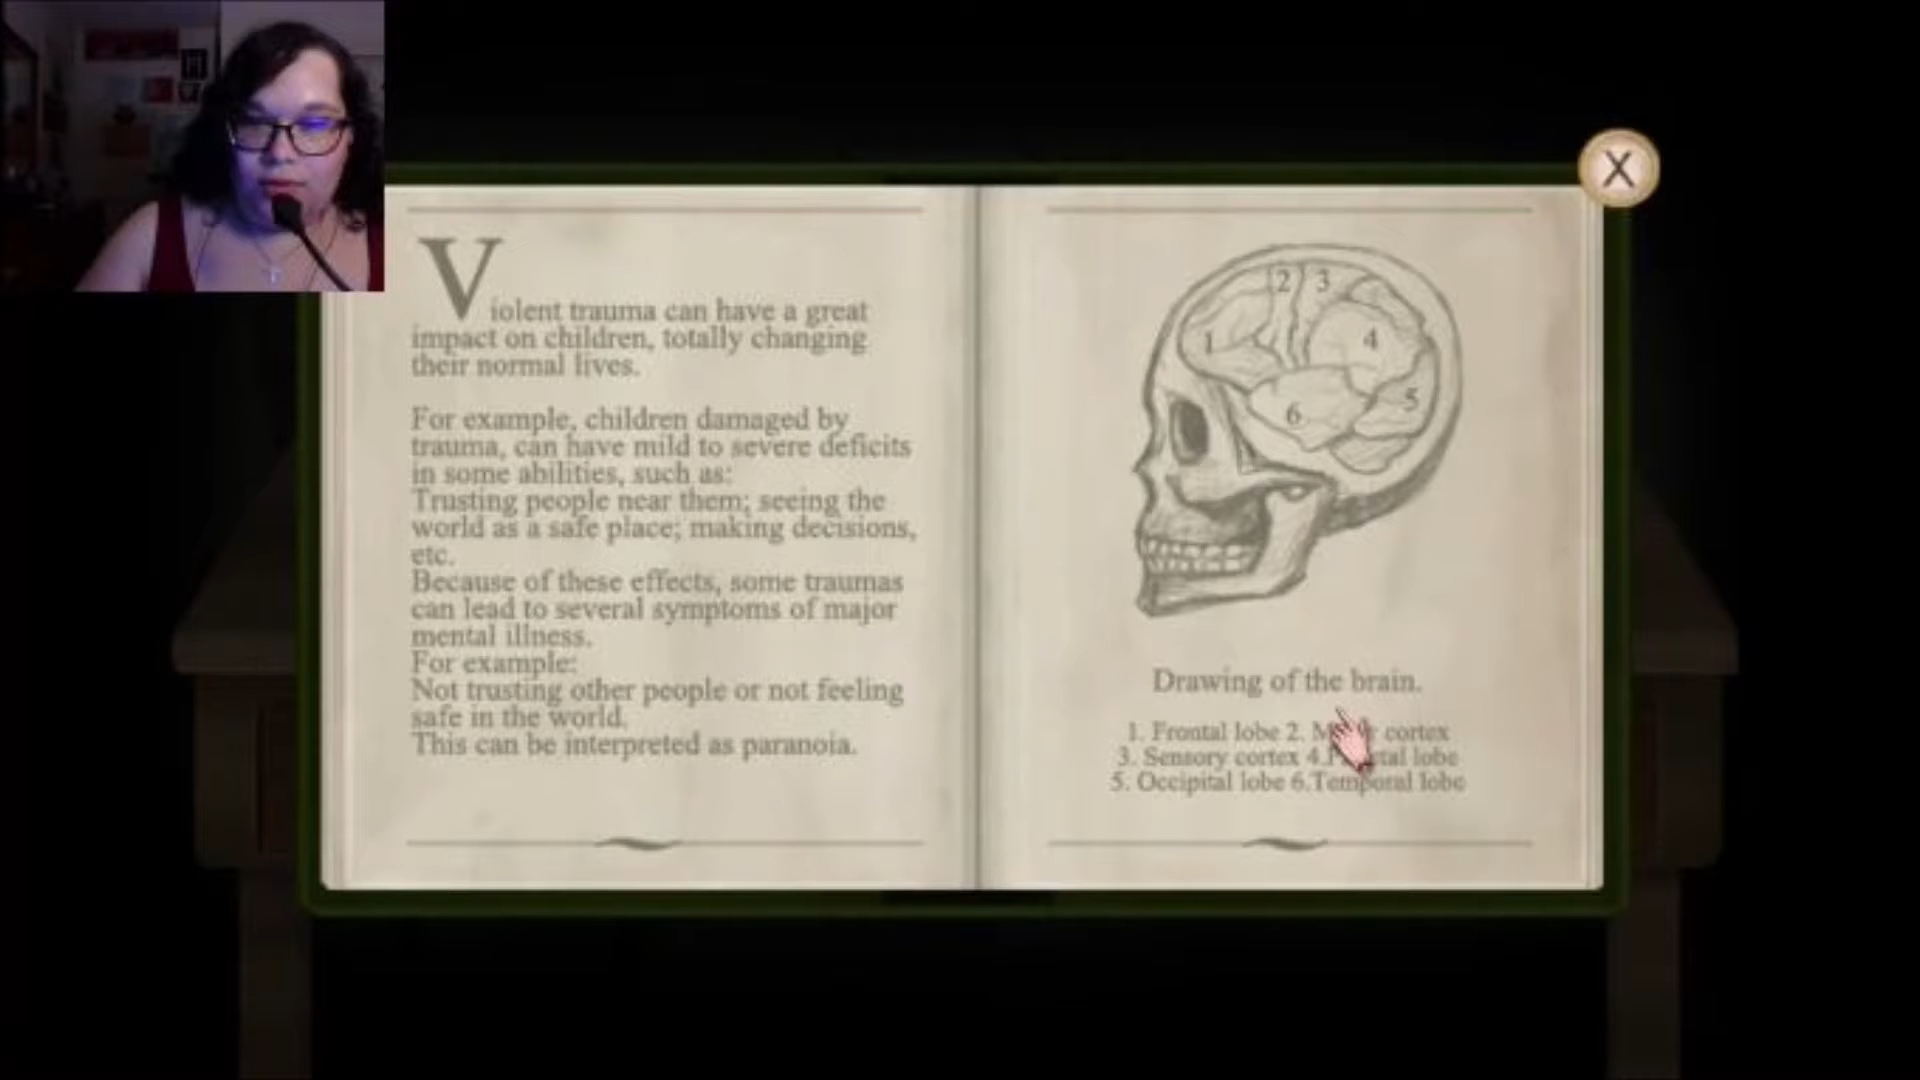 X
Violent trauma can have a great
impact on children, totally changing
their normal lives.
For example, children damaged by
trauma, can have mild to severe deficits
in some abilities, such as:
Trusting people near them; seeing the
world as a safe place; making decisions,
etc.
Because of these effects, some traumas
can lead to several symptoms of major
mental illness.
For example:
Not trusting other people or not feeling
safe in the world.
This can be interpreted as paranoia.
1
2
3
4
5
6
Drawing of the brain.
1. Frontal lobe 2. cortex
3. Sensory cortex 4. lobe
5. Occipital lobe 6.Temporal lobe